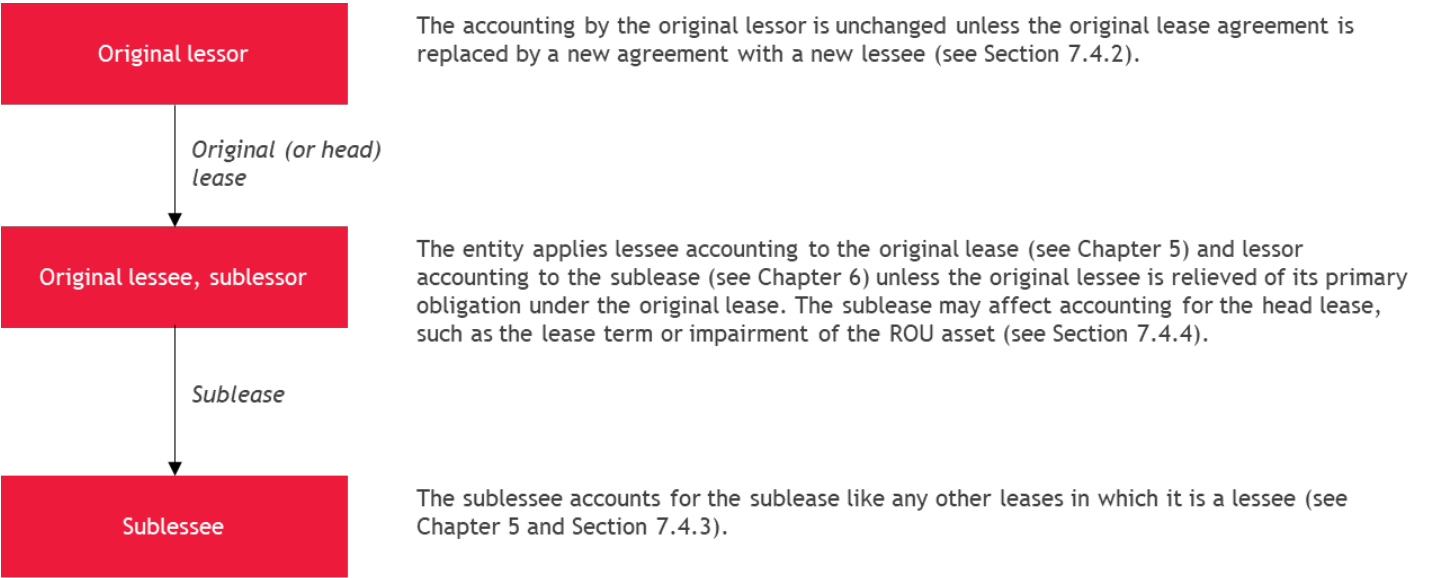 Original lessor
The accounting by the original lessor is unchanged unless the original lease agreement is
replaced by a new agreement with a new lessee (see Section 7.4.2).
Original (or head)
lease
Original lessee, sublessor
The entity applies lessee accounting to the original lease (see Chapter 5) and lessor
accounting to the sublease (see Chapter 6) unless the original lessee is relieved of its primary
obligation under the original lease. The sublease may affect accounting for the head lease,
such as the lease term or impairment of the ROU asset (see Section 7.4.4).
Sublease
Sublessee
The sublessee accounts for the sublease like any other leases in which it is a lessee (see
Chapter 5 and Section 7.4.3).